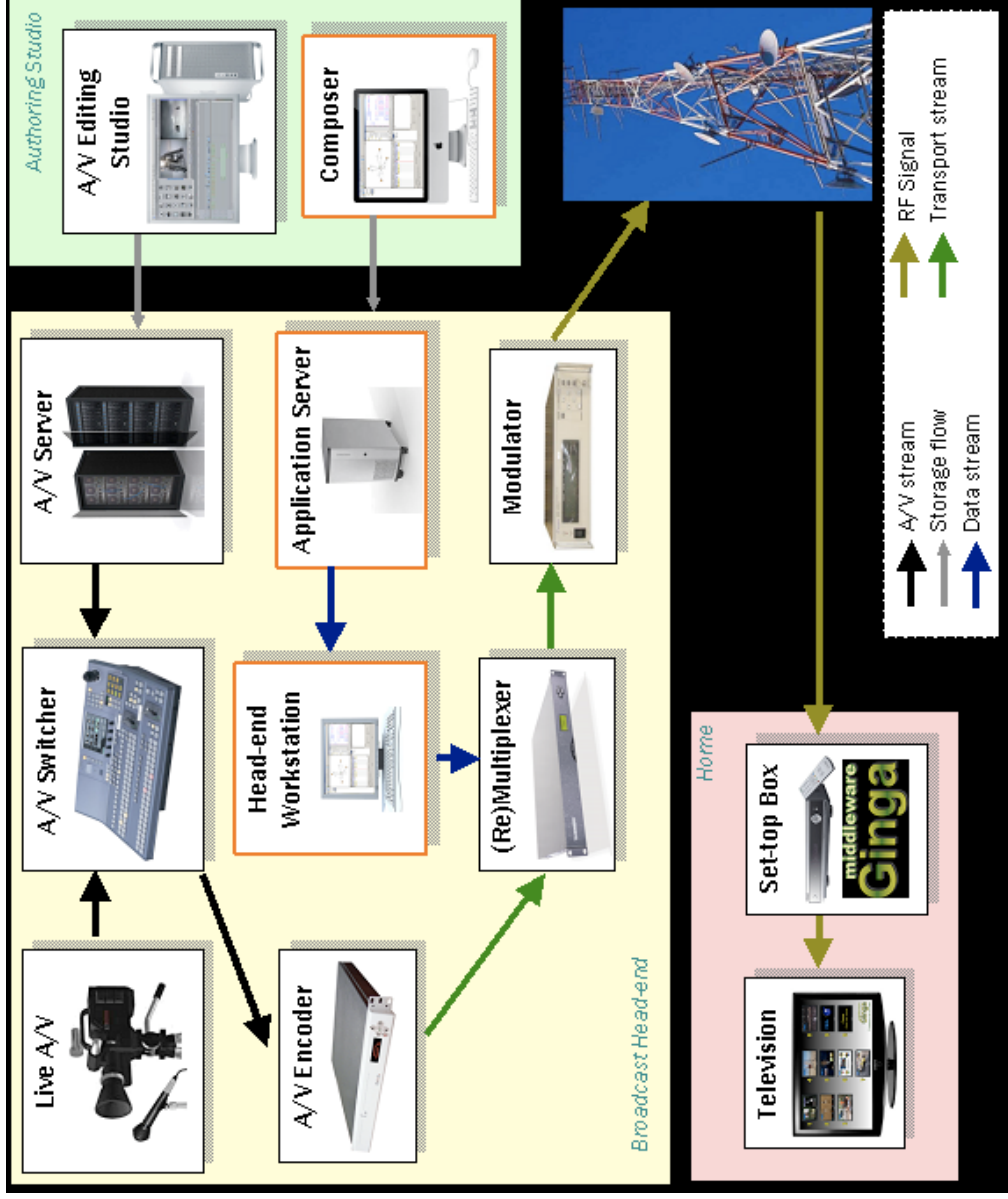 Live A/V
A/V Switcher
A/V Server
A/V Editing
Studio
Authoring Studio
A/V Encoder
Head-end
Workstation
Application Server
Composer
(Re)Multiplexer
Modulator
Broadcast Head-end
Home
Television
Set-top Box
middleware
Ginga
A/V stream
Storage flow
Data stream
RF Signal
Transport stream